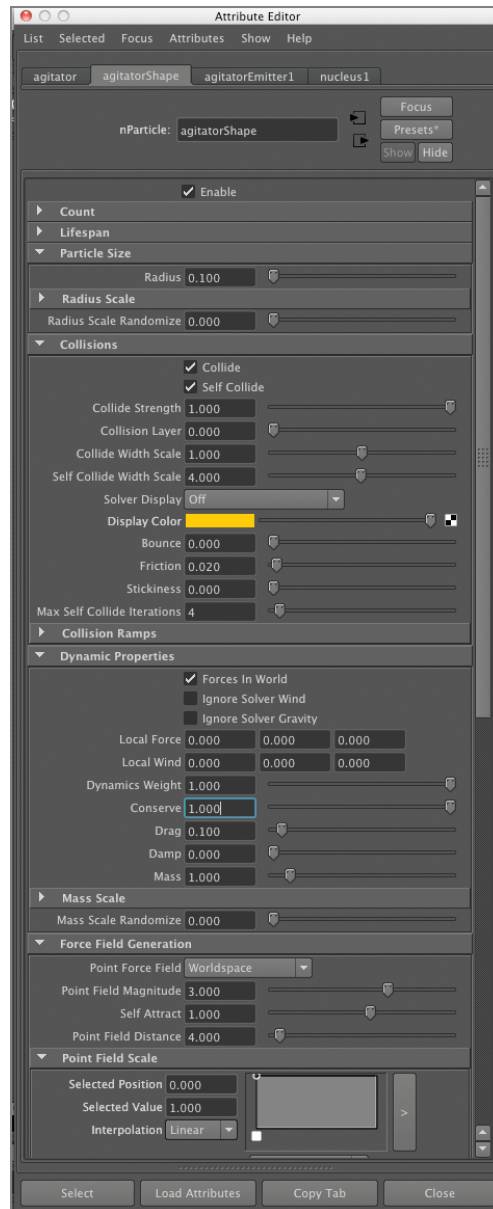 Attribute Editor
List Selected Focus Attributes Show Help
agitator agitatorShape agitatorEmitter1 nucleus1
Focus
nParticle: agitatorShape Presets*
Show Hide
Enable
Count
Lifespan
Particle Size
Radius 0.100
Radius Scale
Radius Scale Randomize 0.000
Collisions
Collide
Self Collide
Collide Strength 1.000
Collision Layer 0.000
Collide Width Scale 1.000
Self Collide Width Scale 4.000
Solver Display Off
Display Color
Bounce 0.000
Friction 0.020
Stickiness 0.000
Max Self Collide Iterations 4
Collision Ramps
Dynamic Properties
Forces In World
Ignore Solver Wind
Ignore Solver Gravity
Local Force 0.000 0.000 0.000
Local Wind 0.000 0.000 0.000
Dynamics Weight 1.000
Conserve 1.000
Drag 0.100
Damp 0.000
Mass 1.000
Mass Scale
Mass Scale Randomize 0.000
Force Field Generation
Point Force Field Worldspace
Point Field Magnitude 3.000
Self Attract 1.000
Point Field Distance 4.000
Point Field Scale
Selected Position 0.000
Selected Value 1.000
Interpolation Linear >
Select Load Attributes Copy Tab Close